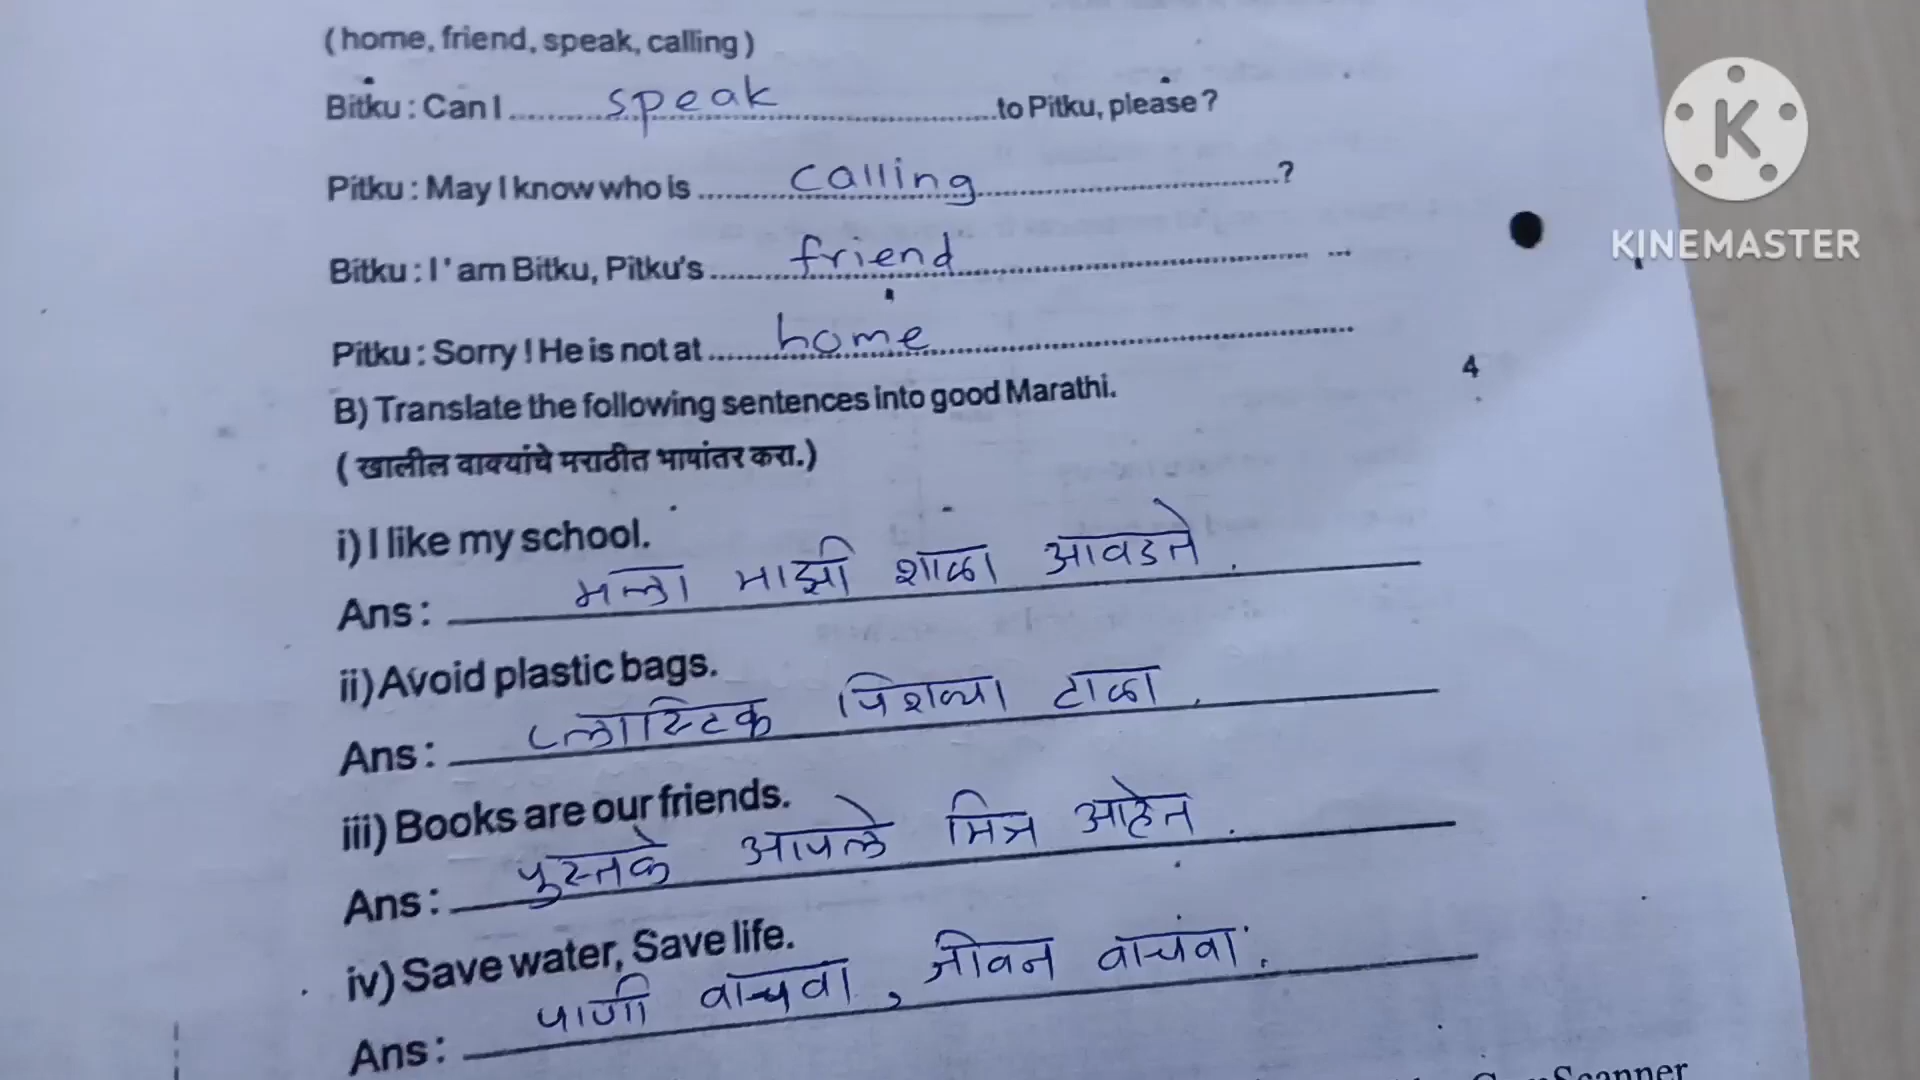 (home, friend, speak, calling)
Bitku : Can I ........ speak ........ to Pitku, please ?
Pitku : May I know who is ........ calling ........ ?
Bitku : I ' am Bitku, Pitku's ........ friend ........ ...
Pitku : Sorry ! He is not at ........ home ........
B) Translate the following sentences into good Marathi.
4
( खालील वाक्यांचे मराठीत भाषांतर करा.)
i) I like my school.
Ans : मला माझी शाळा आवडते .
ii) Avoid plastic bags.
Ans : प्लास्टिक पिशव्या टाळा .
iii) Books are our friends.
Ans : पुस्तके आपले मित्र आहेत .
iv) Save water, Save life.
Ans : पाणी वाचवा , जीवन वाचवा .
K
KINEMASTER